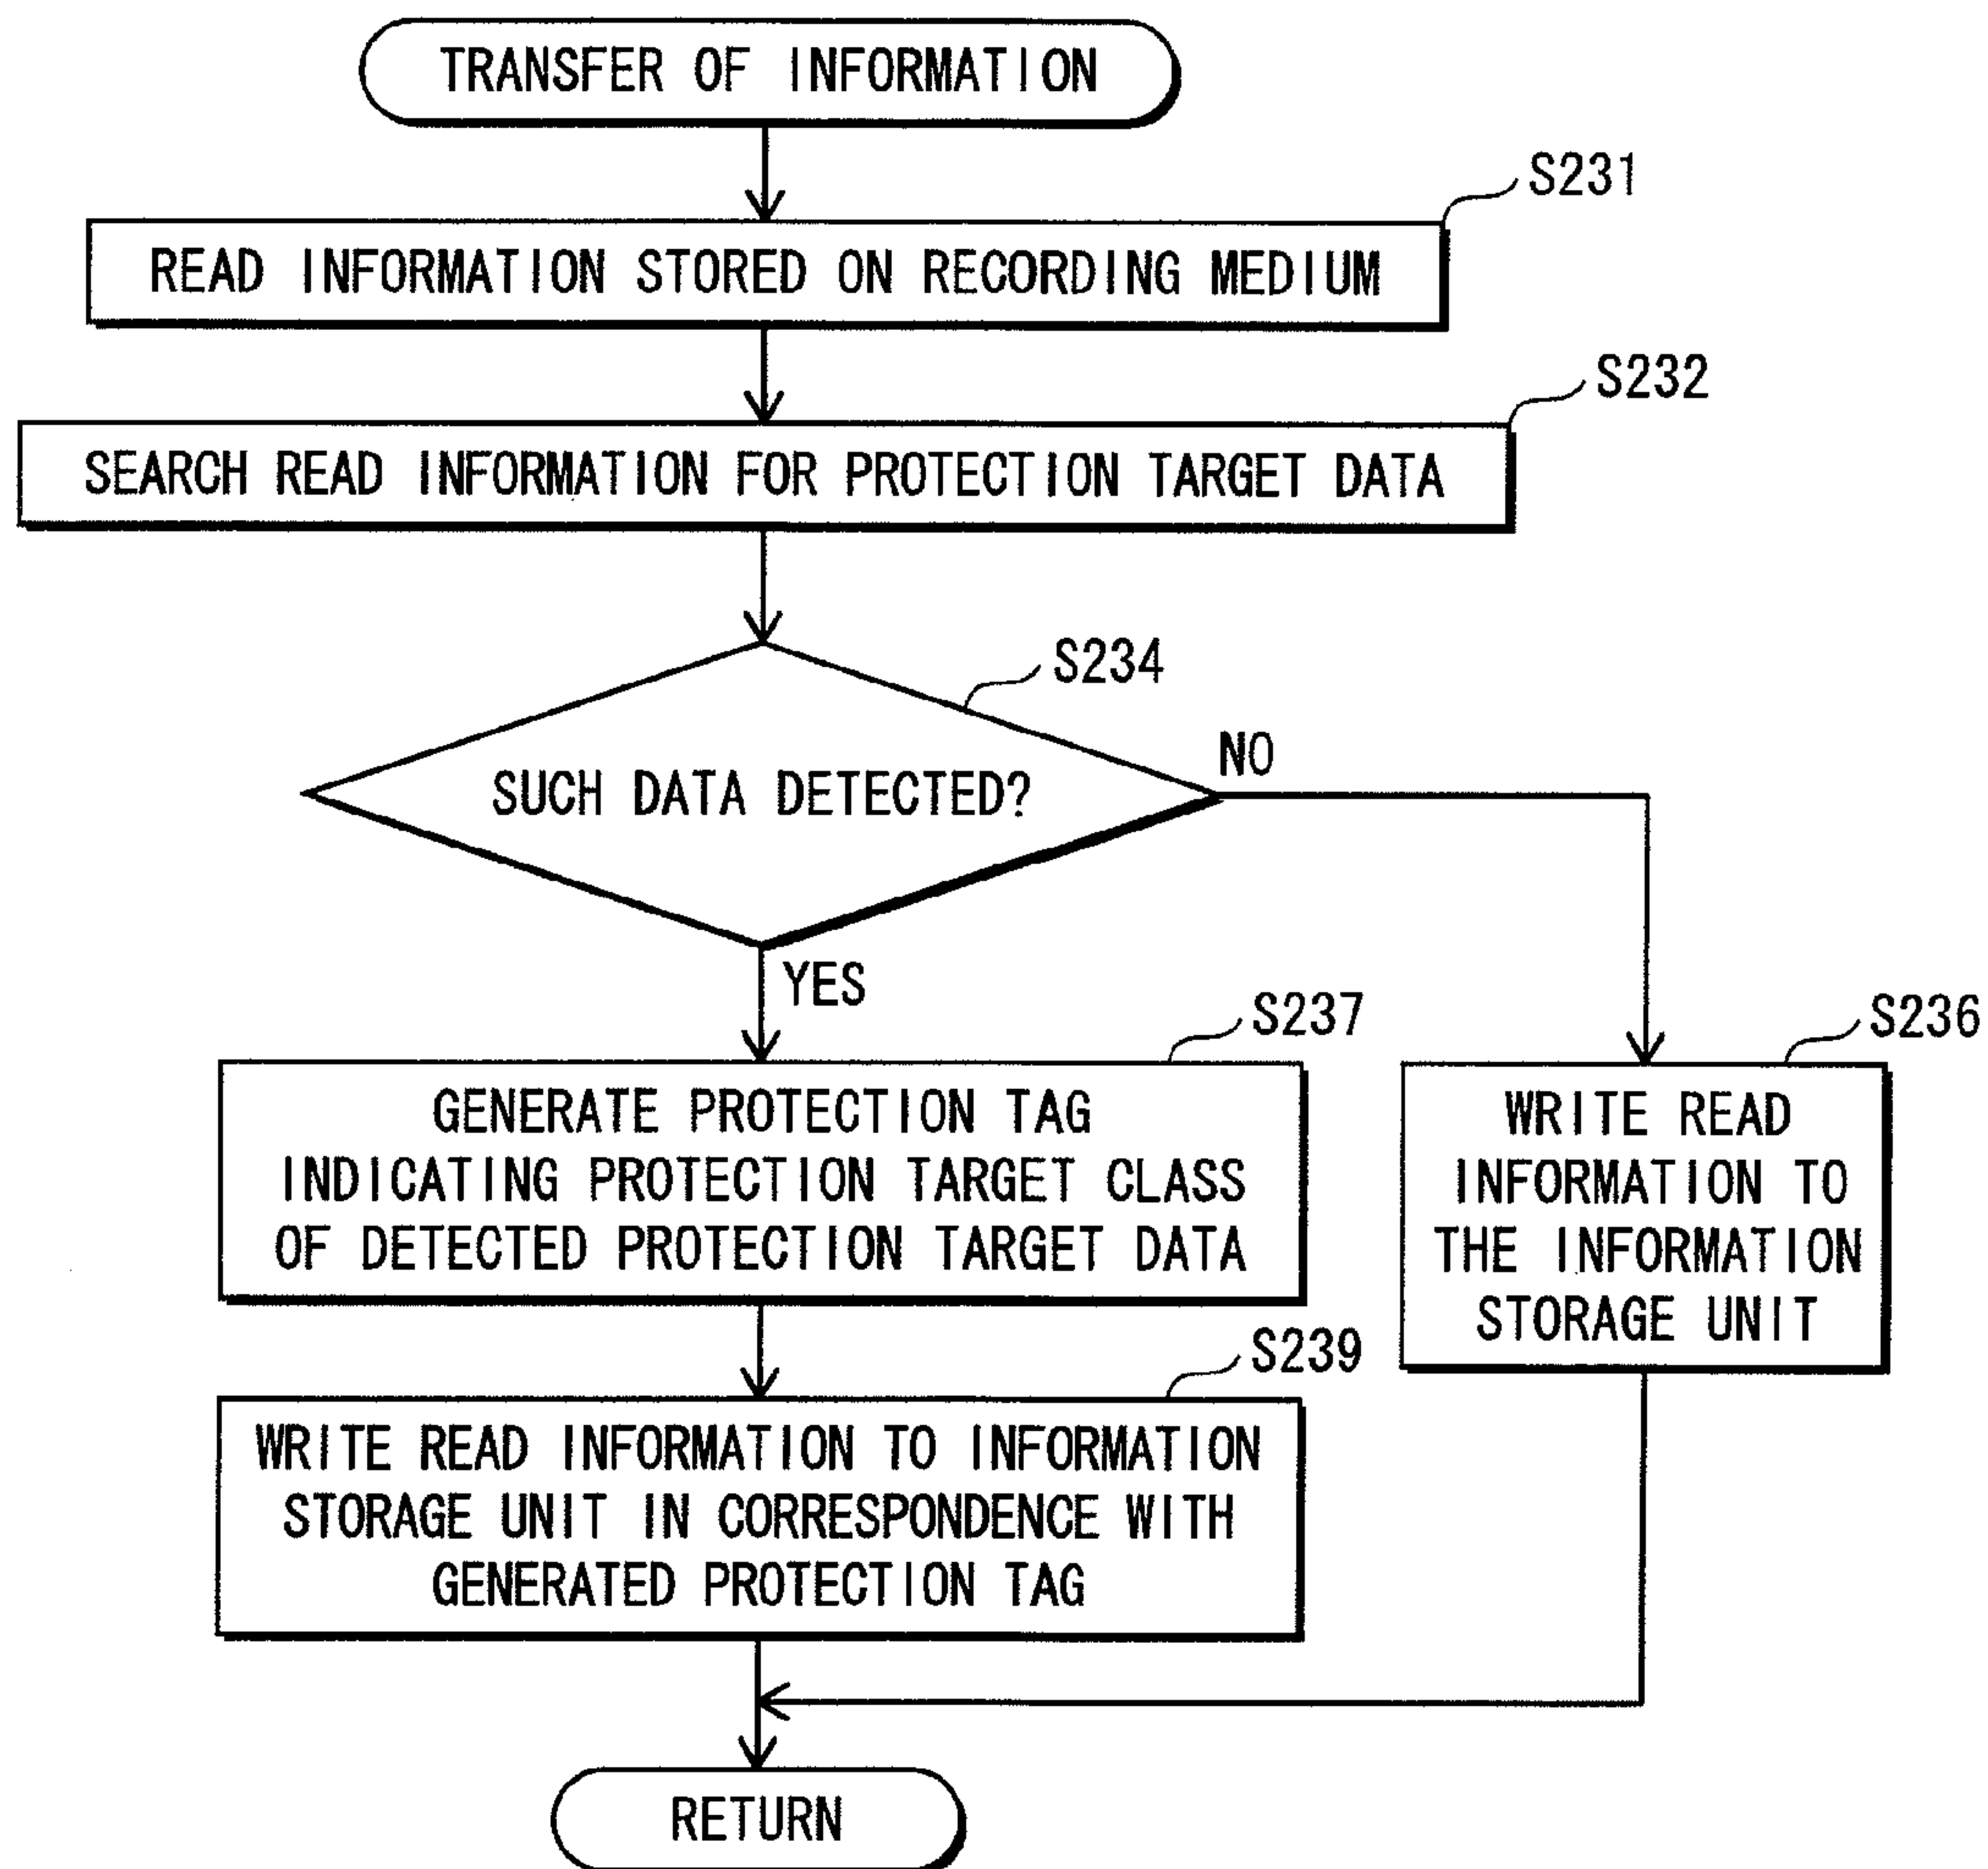 TRANSFER OF INFORMATION
S231
READ INFORMATION STORED ON RECORDING MEDIUM
S232
SEARCH READ INFORMATION FOR PROTECTION TARGET DATA
S234
SUCH DATA DETECTED?
NO
YES
S237
GENERATE PROTECTION TAG
INDICATING PROTECTION TARGET CLASS
OF DETECTED PROTECTION TARGET DATA
S236
WRITE READ
INFORMATION TO
THE INFORMATION
STORAGE UNIT
S239
WRITE READ INFORMATION TO INFORMATION
STORAGE UNIT IN CORRESPONDENCE WITH
GENERATED PROTECTION TAG
RETURN